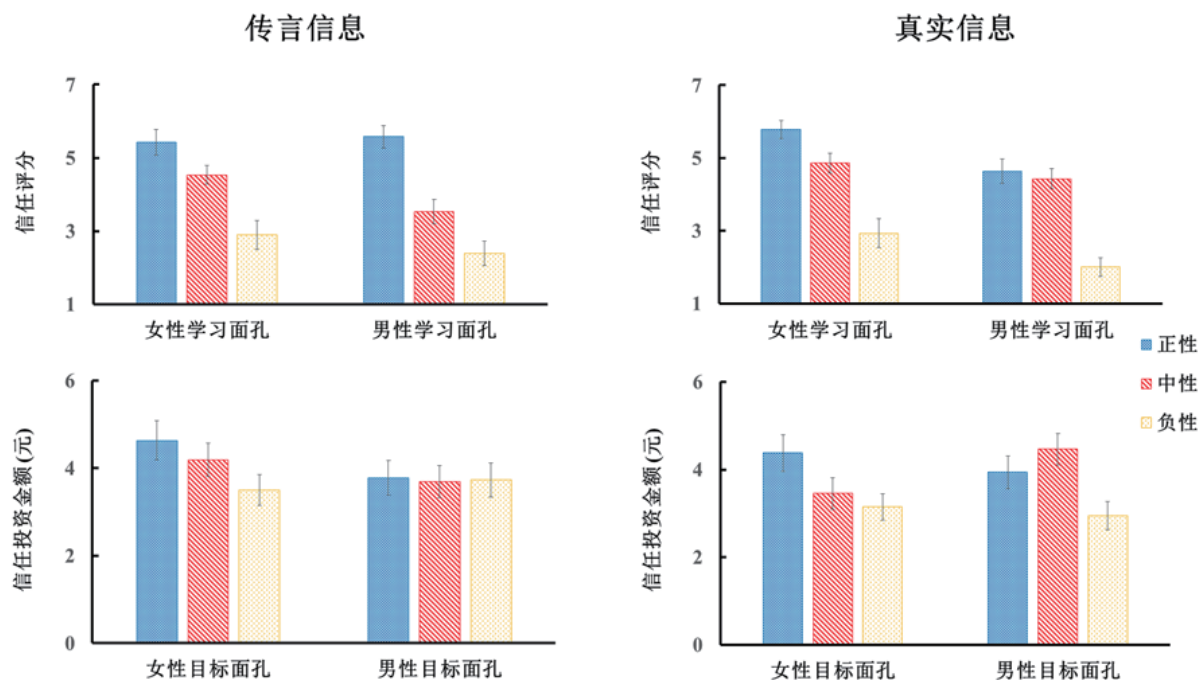 传言信息
真实信息
7
5
3
1
信任评分
女性学习面孔
男性学习面孔
7
5
3
1
信任评分
女性学习面孔
男性学习面孔
正性
中性
负性
6
4
2
0
信任投资金额(元)
女性目标面孔
男性目标面孔
6
4
2
0
信任投资金额(元)
女性目标面孔
男性目标面孔